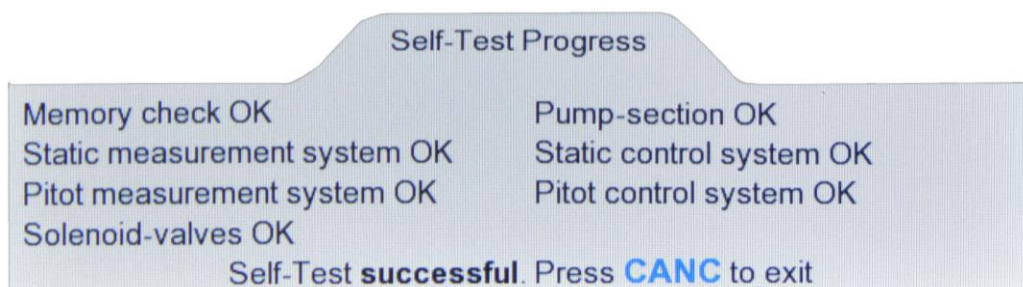 Self-Test Progress
Memory check OK
Pump-section OK
Static measurement system OK
Static control system OK
Pitot measurement system OK
Pitot control system OK
Solenoid-valves OK
Self-Test successful. Press CANC to exit